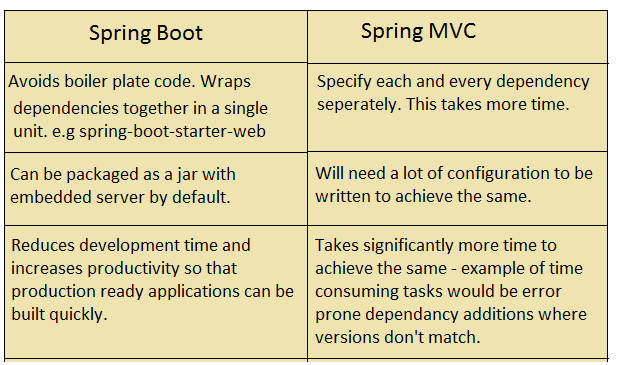 Spring Boot
Spring MVC
Avoids boiler plate code. Wraps
dependencies together in a single
unit. e.g spring-boot-starter-web
Specify each and every dependency
seperately. This takes more time.
Can be packaged as a jar with
embedded server by default.
Will need a lot of configuration to be
written to achieve the same.
Reduces development time and
increases productivity so that
production ready applications can be
built quickly.
Takes significantly more time to
achieve the same - example of time
consuming tasks would be error
prone dependancy additions where
versions don't match.